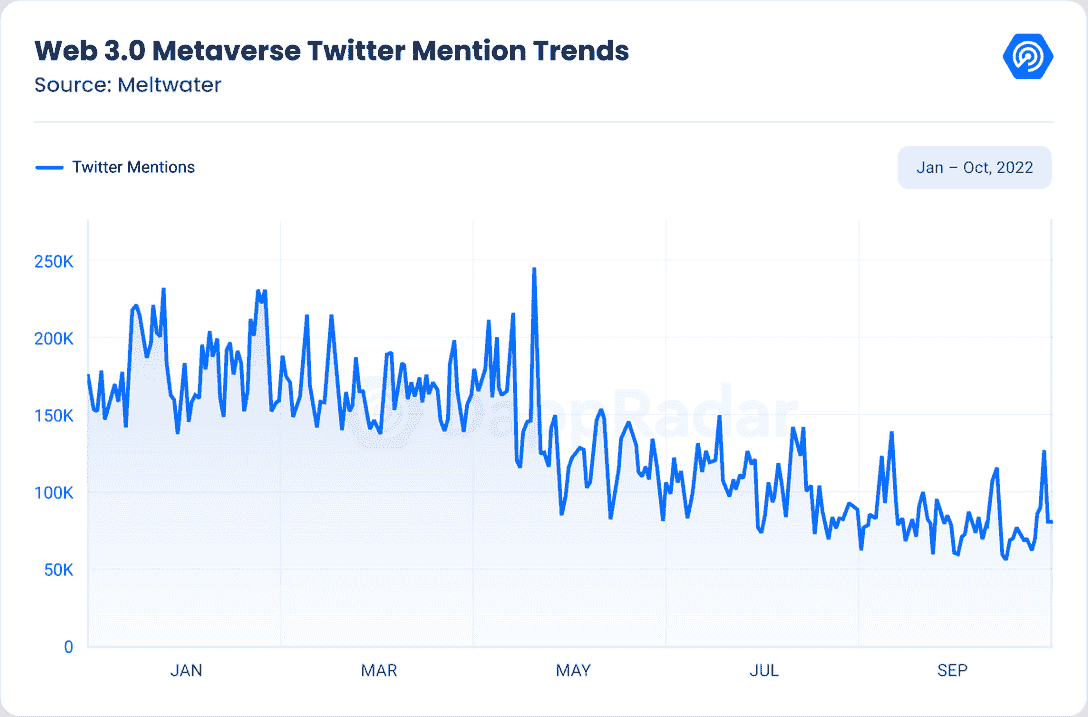 Web 3.0 Metaverse Twitter Mention Trends
Source: Meltwater
Twitter Mentions
Jan – Oct, 2022
250K
200K
150K
100K
50K
0
DappRadar
JAN MAR MAY JUL SEP